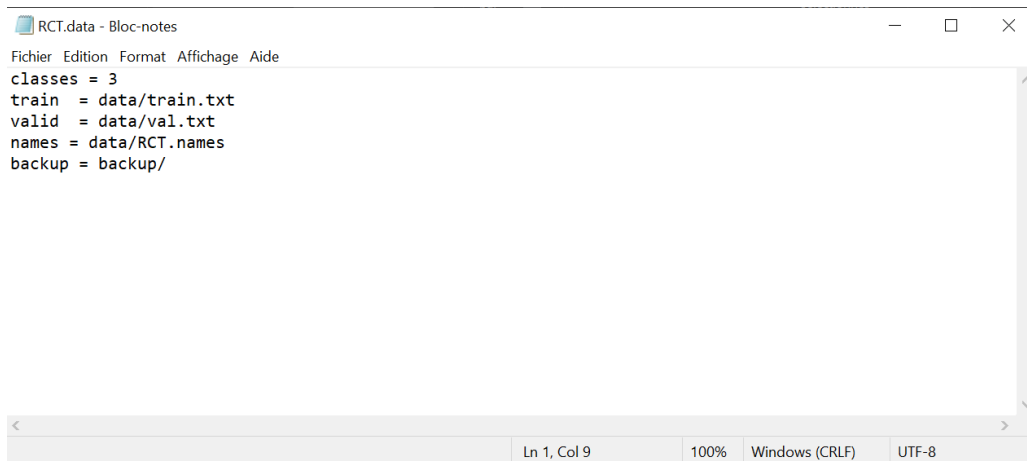 RCT.data - Bloc-notes
Fichier Edition Format Affichage Aide
classes = 3
train  = data/train.txt
valid  = data/val.txt
names = data/RCT.names
backup = backup/
Ln 1, Col 9 100% Windows (CRLF) UTF-8